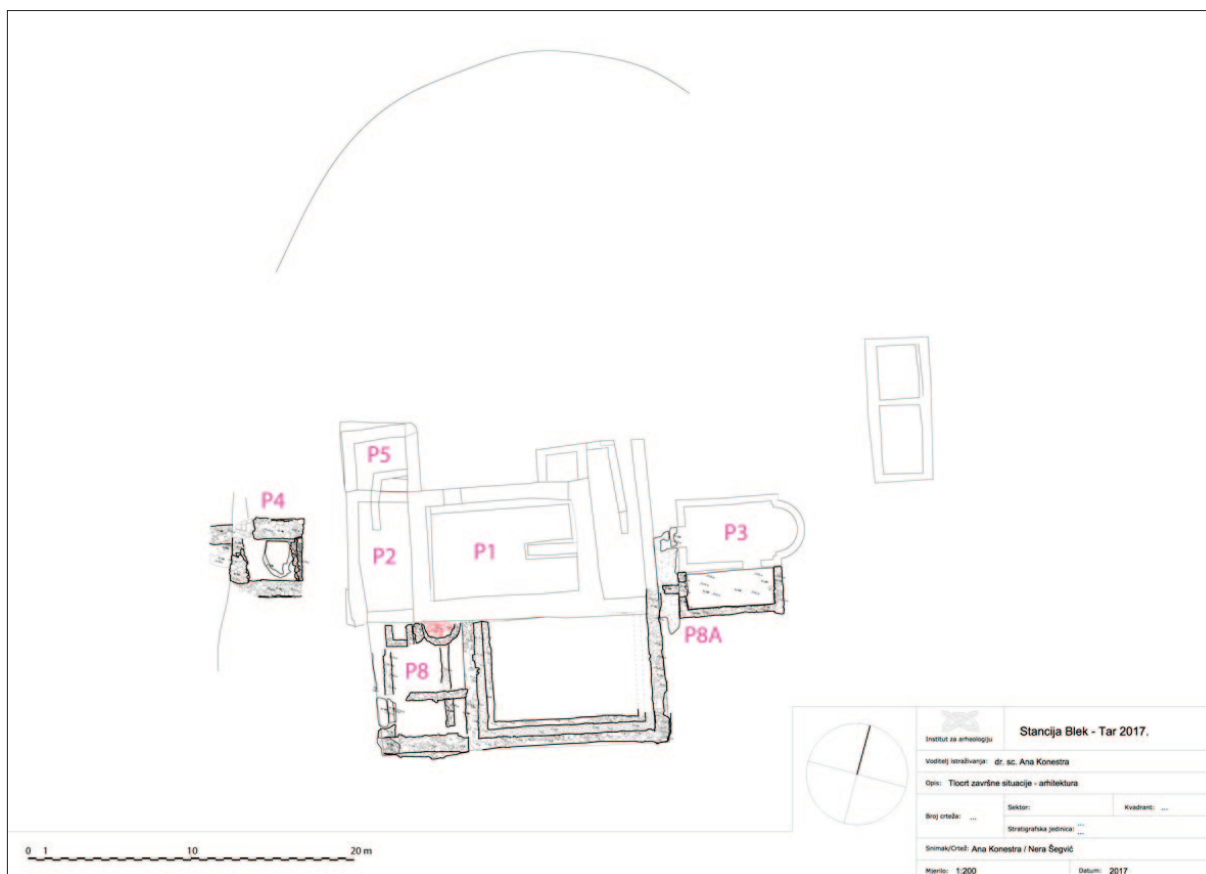 P5
P4
P2
P1
P3
P8A
P8
Institut za arheologiju
Stancija Blek - Tar 2017.
Voditelj istraživanja: dr. sc. Ana Konestra
Opis: Tlocrt završne situacije - arhitektura
Broj crteža: ...
Sektor:
Kvadrant: ...
Stratigrafska jedinica: ...
...
Snimak/Crtež: Ana Konestra / Nera Šegvić
Mjerilo: 1:200
Datum: 2017
0 1 10 20 m